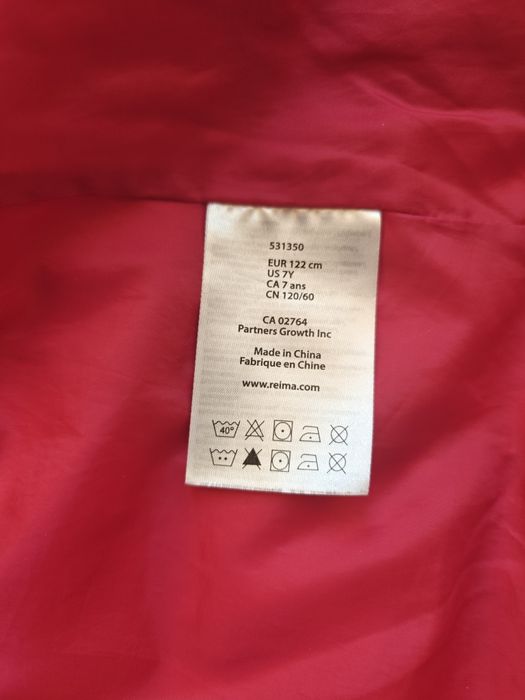 531350
EUR 122 cm
US 7Y
CA 7 ans
CN 120/60
CA 02764
Partners Growth Inc
Made in China
Fabrique en Chine
www.reima.com
40°